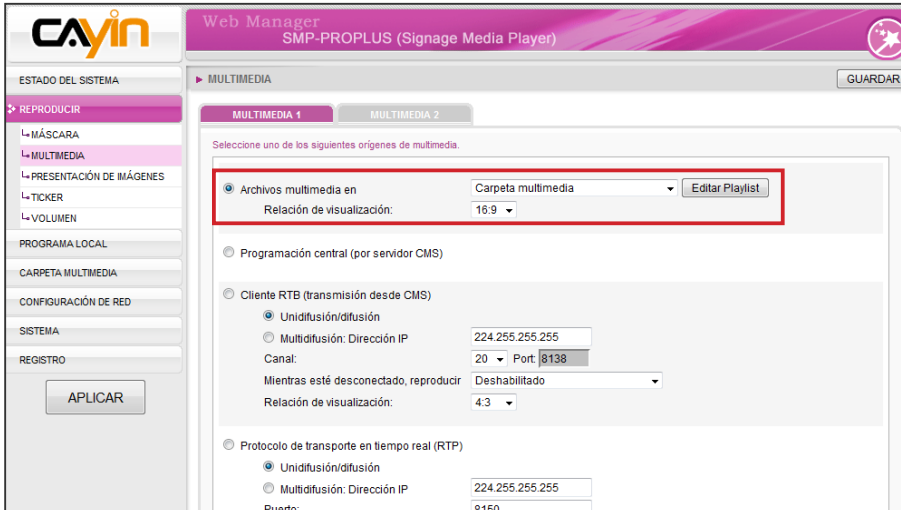 CAYIN
Web Manager
SMP-PROPLUS (Signage Media Player)
ESTADO DEL SISTEMA
REPRODUCIR
MÁSCARA
MULTIMEDIA
PRESENTACIÓN DE IMÁGENES
TICKER
VOLUMEN
PROGRAMA LOCAL
CARPETA MULTIMEDIA
CONFIGURACIÓN DE RED
SISTEMA
REGISTRO
APLICAR
MULTIMEDIA
GUARDAR
MULTIMEDIA 1 MULTIMEDIA 2
Seleccione uno de los siguientes orígenes de multimedia.
Archivos multimedia en Carpeta multimedia Editar Playlist
Relación de visualización: 16:9
Programación central (por servidor CMS)
Cliente RTB (transmisión desde CMS)
Unidifusión/difusión
Multidifusión: Dirección IP 224.255.255.255
Canal: 20 Port: 8138
Mientras esté desconectado, reproducir Deshabilitado
Relación de visualización: 4:3
Protocolo de transporte en tiempo real (RTP)
Unidifusión/difusión
Multidifusión: Dirección IP 224.255.255.255
Puerto: 8150